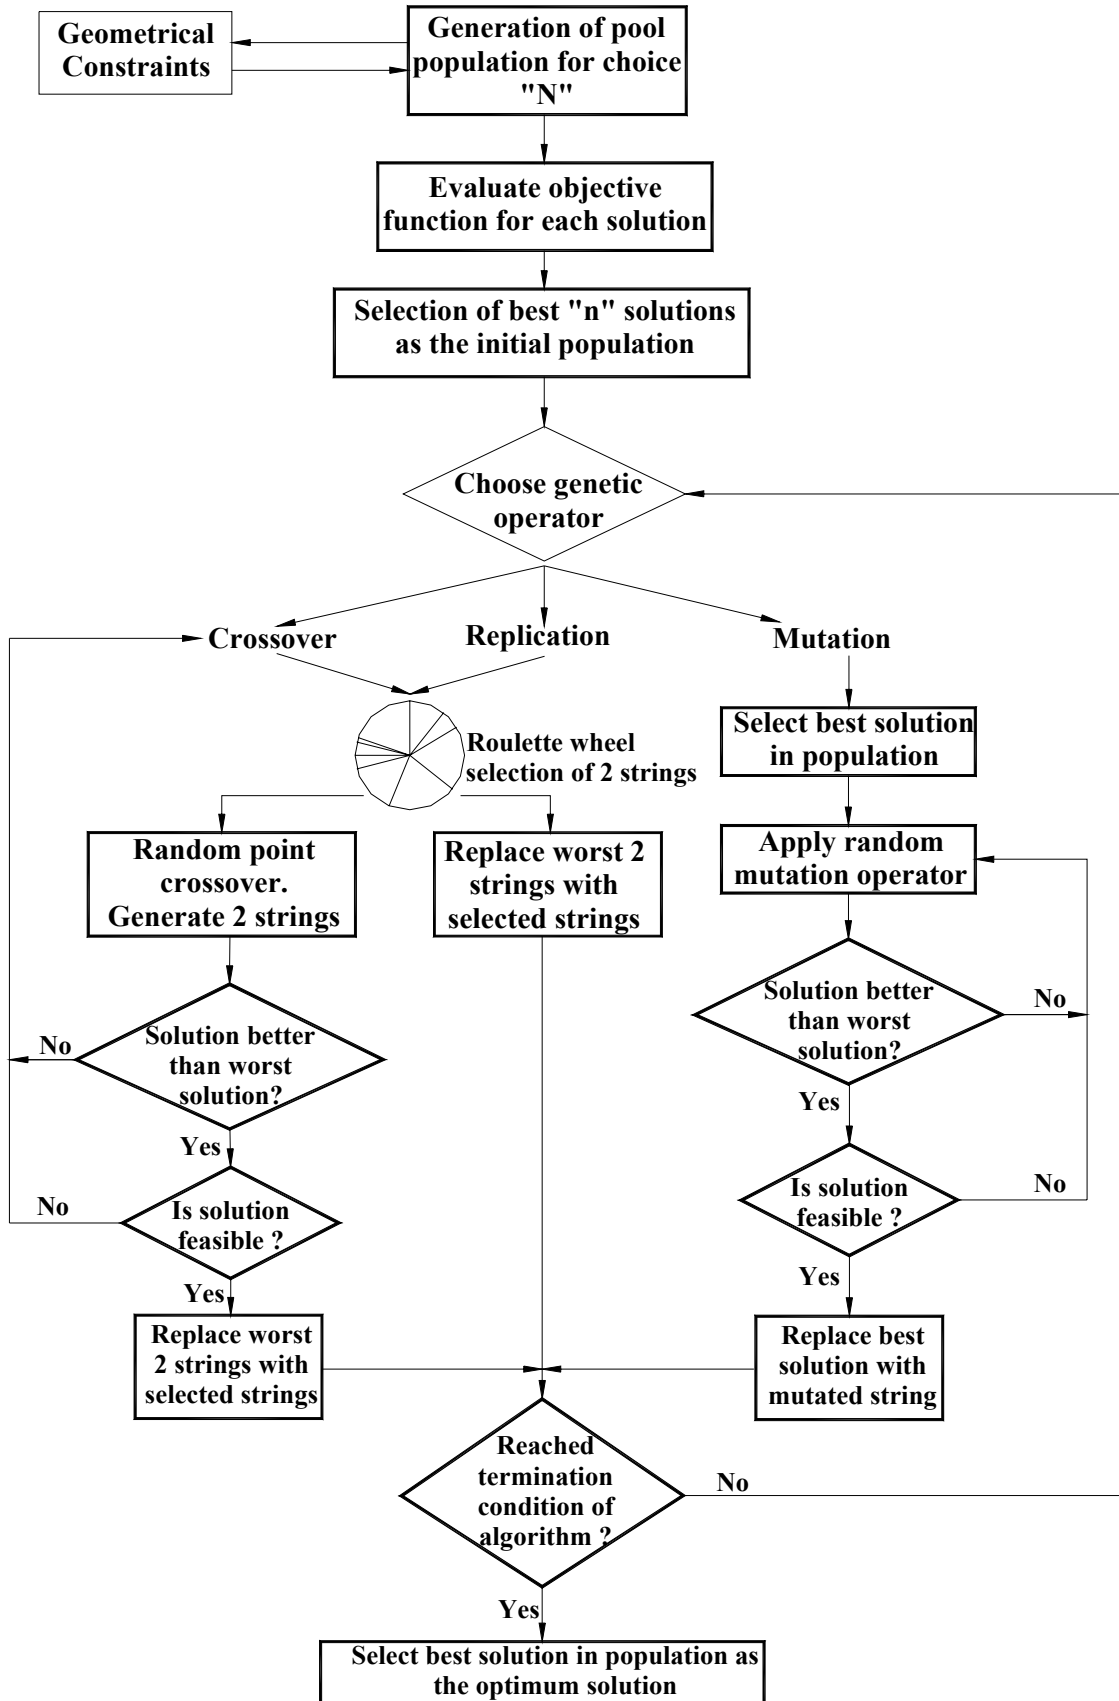 Geometrical
Constraints
Generation of pool
population for choice
"N"
Evaluate objective
function for each solution
Selection of best "n" solutions
as the initial population
Choose genetic
operator
Crossover
Replication
Mutation
Roulette wheel
selection of 2 strings
Select best solution
in population
Random point
crossover.
Generate 2 strings
Replace worst 2
strings with
selected strings
Apply random
mutation operator
Solution better
than worst
solution?
No
Yes
Is solution
feasible ?
No
Yes
Replace worst
2 strings with
selected strings
Solution better
than worst
solution?
No
Yes
Is solution
feasible ?
No
Yes
Replace best
solution with
mutated string
Reached
termination
condition of
algorithm ?
No
Yes
Select best solution in population as
the optimum solution